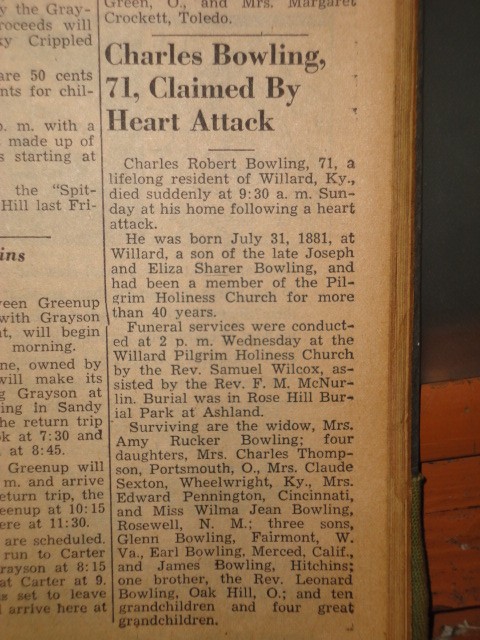 y the Gray-
roceeds will
ky Crippled
are 50 cents
nts for chil-
p. m. with a
made up of
s starting at
the "Spit-
Hill last Fri-
ins
ween Greenup
with Grayson
nt, will begin
morning.
ne, owned by
will make its
g Grayson at
ing in Sandy
he return trip
k at 7:30 and
at 8:45.
Greenup will
m. and arrive
eturn trip, the
eenup at 10:15
ere at 11:30.
are scheduled.
run to Carter
rayson at 8:15
at Carter at 9.
s set to leave
arrive here at
Green, O., and Mrs. Margaret
Crockett, Toledo.
Charles Bowling,
71, Claimed By
Heart Attack
Charles Robert Bowling, 71, a
lifelong resident of Willard, Ky.,
died suddenly at 9:30 a. m. Sun-
day at his home following a heart
attack.
He was born July 31, 1881, at
Willard, a son of the late Joseph
and Eliza Sharer Bowling, and
had been a member of the Pil-
grim Holiness Church for more
than 40 years.
Funeral services were conduct-
ed at 2 p. m. Wednesday at the
Willard Pilgrim Holiness Church
by the Rev. Samuel Wilcox, as-
sisted by the Rev. F. M. McNur-
lin. Burial was in Rose Hill Bur-
ial Park at Ashland.
Surviving are the widow, Mrs.
Amy Rucker Bowling; four
daughters, Mrs. Charles Thomp-
son, Portsmouth, O., Mrs. Claude
Sexton, Wheelwright, Ky., Mrs.
Edward Pennington, Cincinnati,
and Miss Wilma Jean Bowling,
Rosewell, N. M.; three sons,
Glenn Bowling, Fairmont, W.
Va., Earl Bowling, Merced, Calif.,
and James Bowling, Hitchins;
one brother, the Rev. Leonard
Bowling, Oak Hill, O.; and ten
grandchildren and four great
grandchildren.